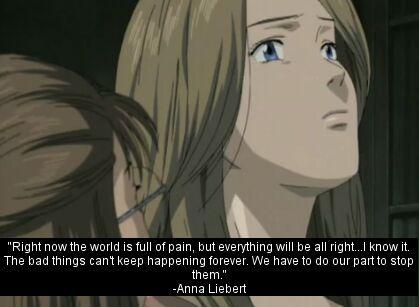 "Right now the world is full of pain, but everything will be all right...I know it.
The bad things can't keep happening forever. We have to do our part to stop
them."
-Anna Liebert